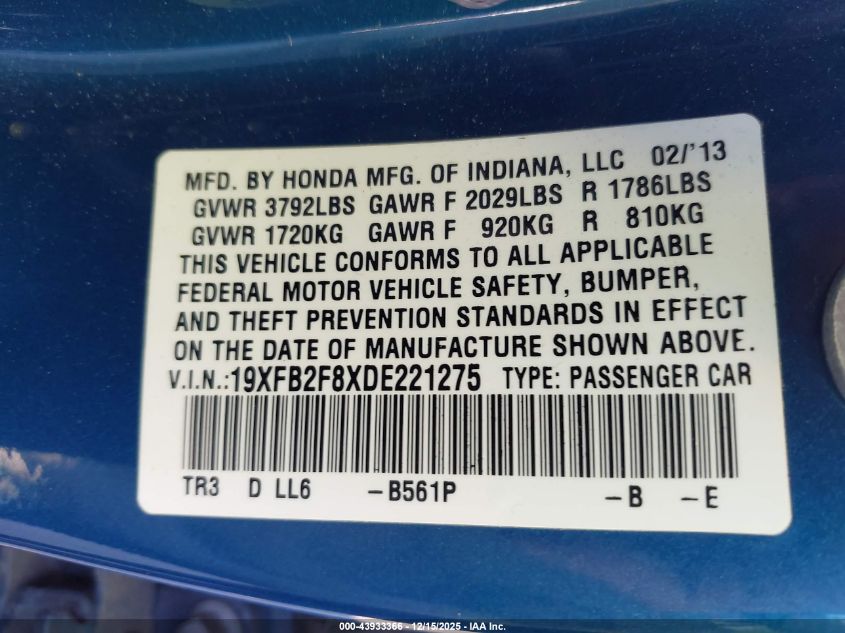 MFD. BY HONDA MFG. OF INDIANA, LLC 02/'13
GVWR 3792LBS GAWR F 2029LBS R 1786LBS
GVWR 1720KG GAWR F 920KG R 810KG
THIS VEHICLE CONFORMS TO ALL APPLICABLE
FEDERAL MOTOR VEHICLE SAFETY, BUMPER,
AND THEFT PREVENTION STANDARDS IN EFFECT
ON THE DATE OF MANUFACTURE SHOWN ABOVE.
V.I.N.:19XFB2F8XDE221275 TYPE: PASSENGER CAR
TR3 D LL6 -B561P -B -E
000-43933366 - 12/15/2025 - IAA Inc.